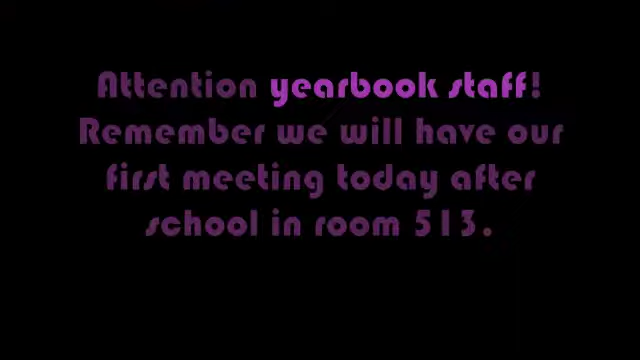 Attention yearbook staff!
Remember we will have our
first meeting today after
school in room 513.